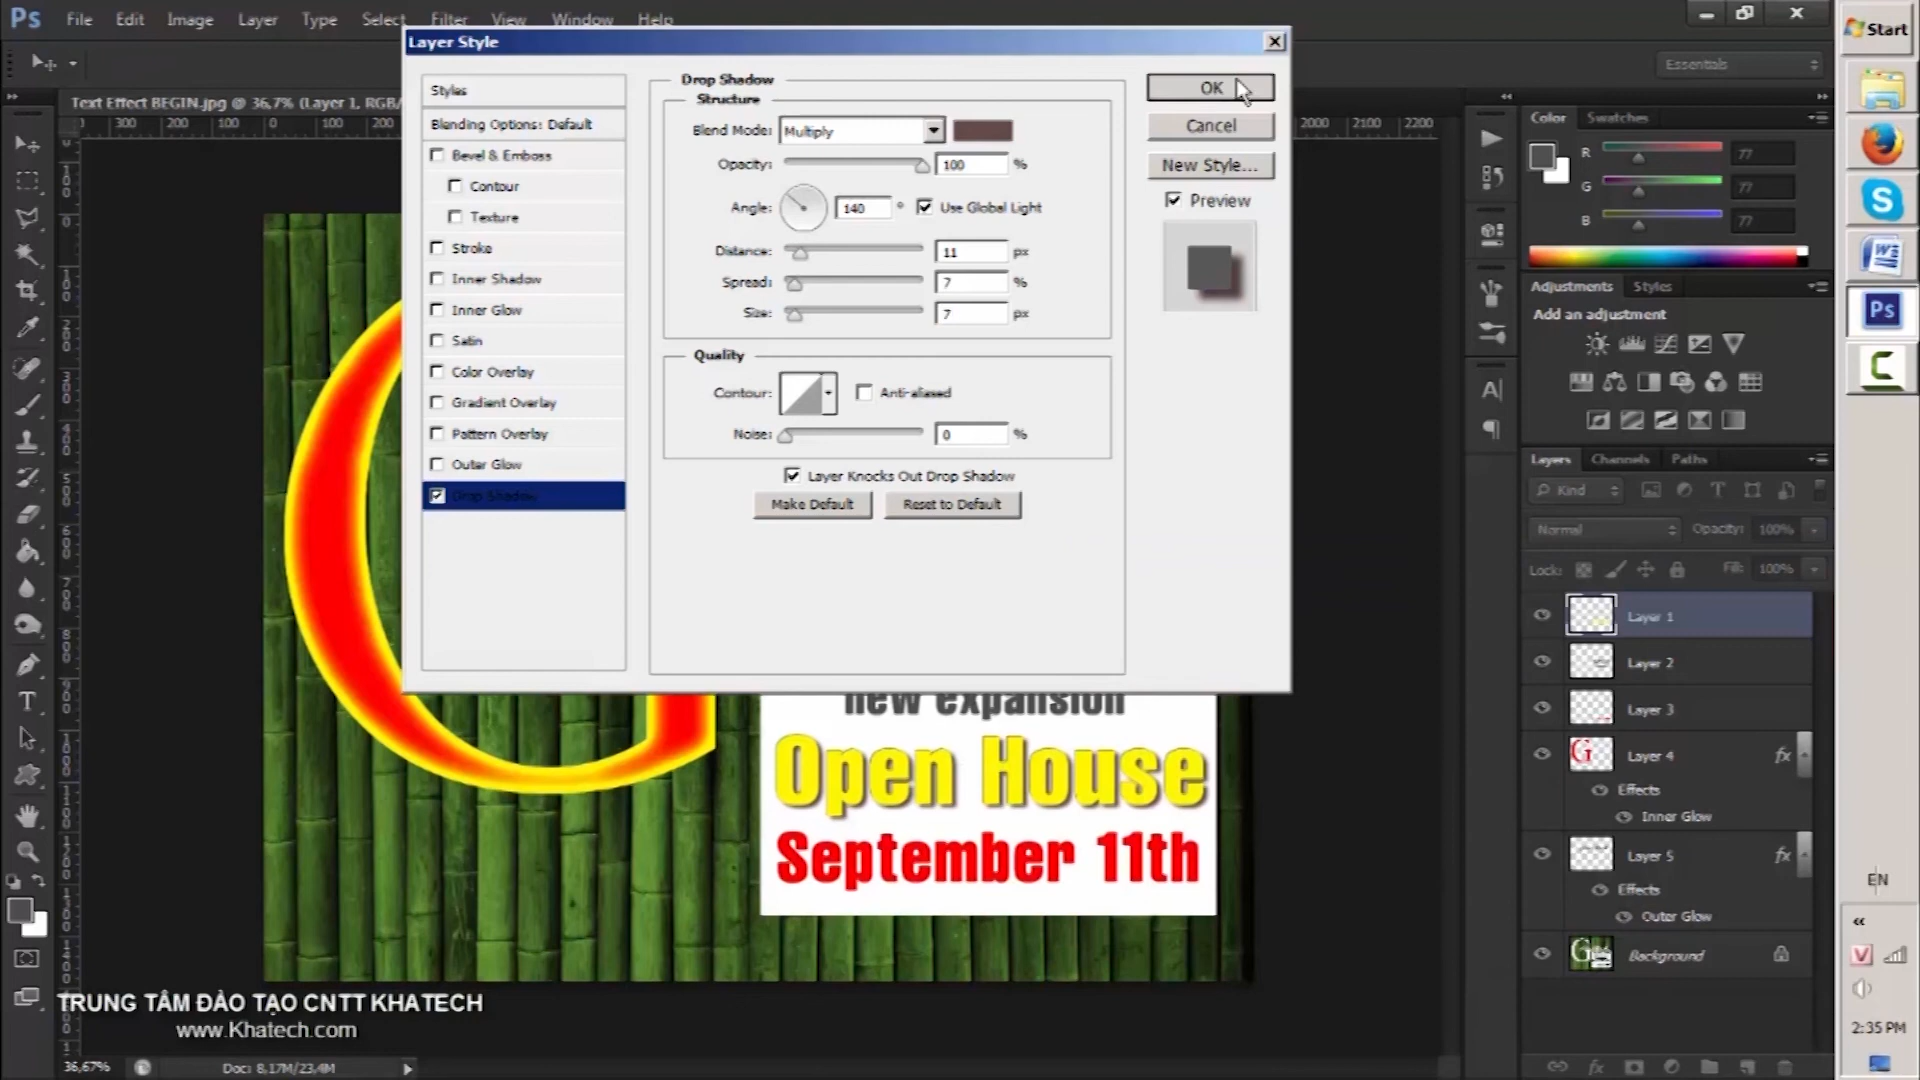 Ps File Edit Image Layer Type Select Filter View Window Help
Start
Layer Style
Essentials
Text Effect BEGIN.jpg @ 36,7% (Layer 1, RGB/
300 0 100 200
2000 2100 2200
Styles
Blending Options: Default
Bevel & Emboss
Contour
Texture
Stroke
Inner Shadow
Inner Glow
Satin
Color Overlay
Gradient Overlay
Pattern Overlay
Outer Glow
Drop Shadow
Drop Shadow
Structure
Blend Mode: Multiply
Opacity: 100 %
Angle: 140 ° Use Global Light
Distance: 11 px
Spread: 7 %
Size: 7 px
Quality
Contour: Anti-aliased
Noise: 0 %
Layer Knocks Out Drop Shadow
Make Default Reset to Default
OK
Cancel
New Style...
Preview
Color Swatches
R 77
G 77
B 77
Adjustments Styles
Add an adjustment
Layers Channels Paths
Kind
Normal Opacity: 100%
Lock: Fill: 100%
Layer 1
Layer 2
Layer 3
Layer 4 fx
Effects
Inner Glow
Layer 5 fx
Effects
Outer Glow
Background
G
new expansion
Open House
September 11th
TRUNG TÂM ĐÀO TẠO CNTT KHATECH
www.Khatech.com
36,67% Doc: 8,17M/23,4M
EN
2:35 PM